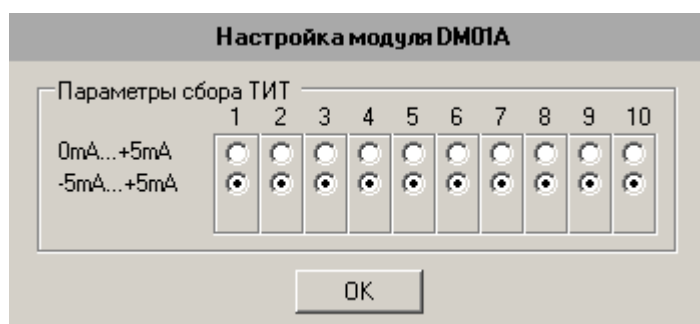 Настройка модуля DM01A
Параметры сбора ТИТ
1 2 3 4 5 6 7 8 9 10
0mA...+5mA
-5mA...+5mA
OK